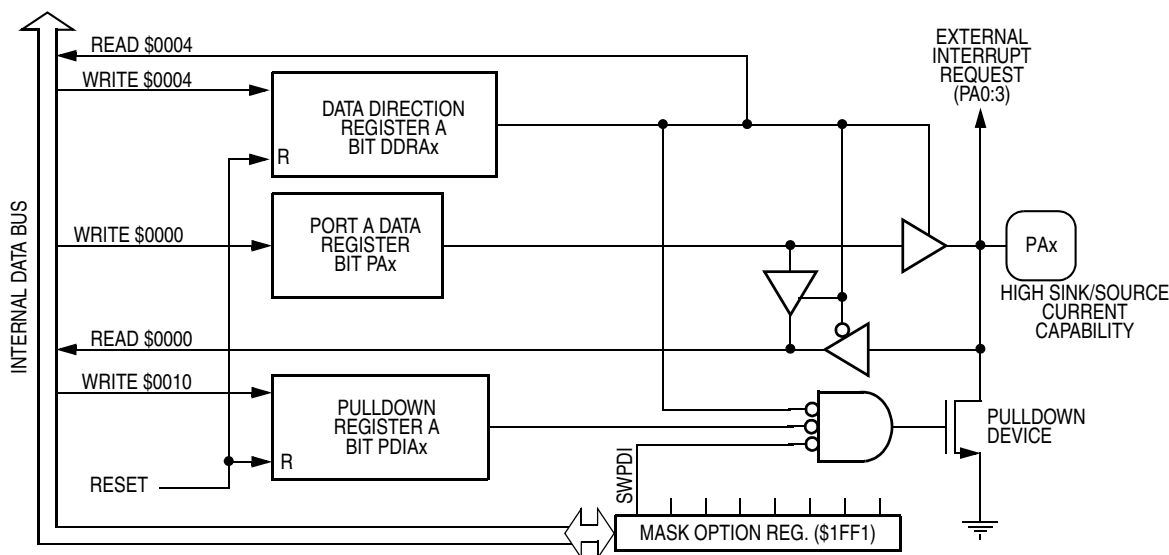 READ $0004
WRITE $0004
DATA DIRECTION
REGISTER A
BIT DDRAx
R
EXTERNAL
INTERRUPT
REQUEST
(PA0:3)
INTERNAL DATA BUS
WRITE $0000
PORT A DATA
REGISTER
BIT PAx
PAx
HIGH SINK/SOURCE
CURRENT
CAPABILITY
READ $0000
WRITE $0010
PULLDOWN
REGISTER A
BIT PDIAx
R
RESET
PULLDOWN
DEVICE
SWPDI
MASK OPTION REG. ($1FF1)